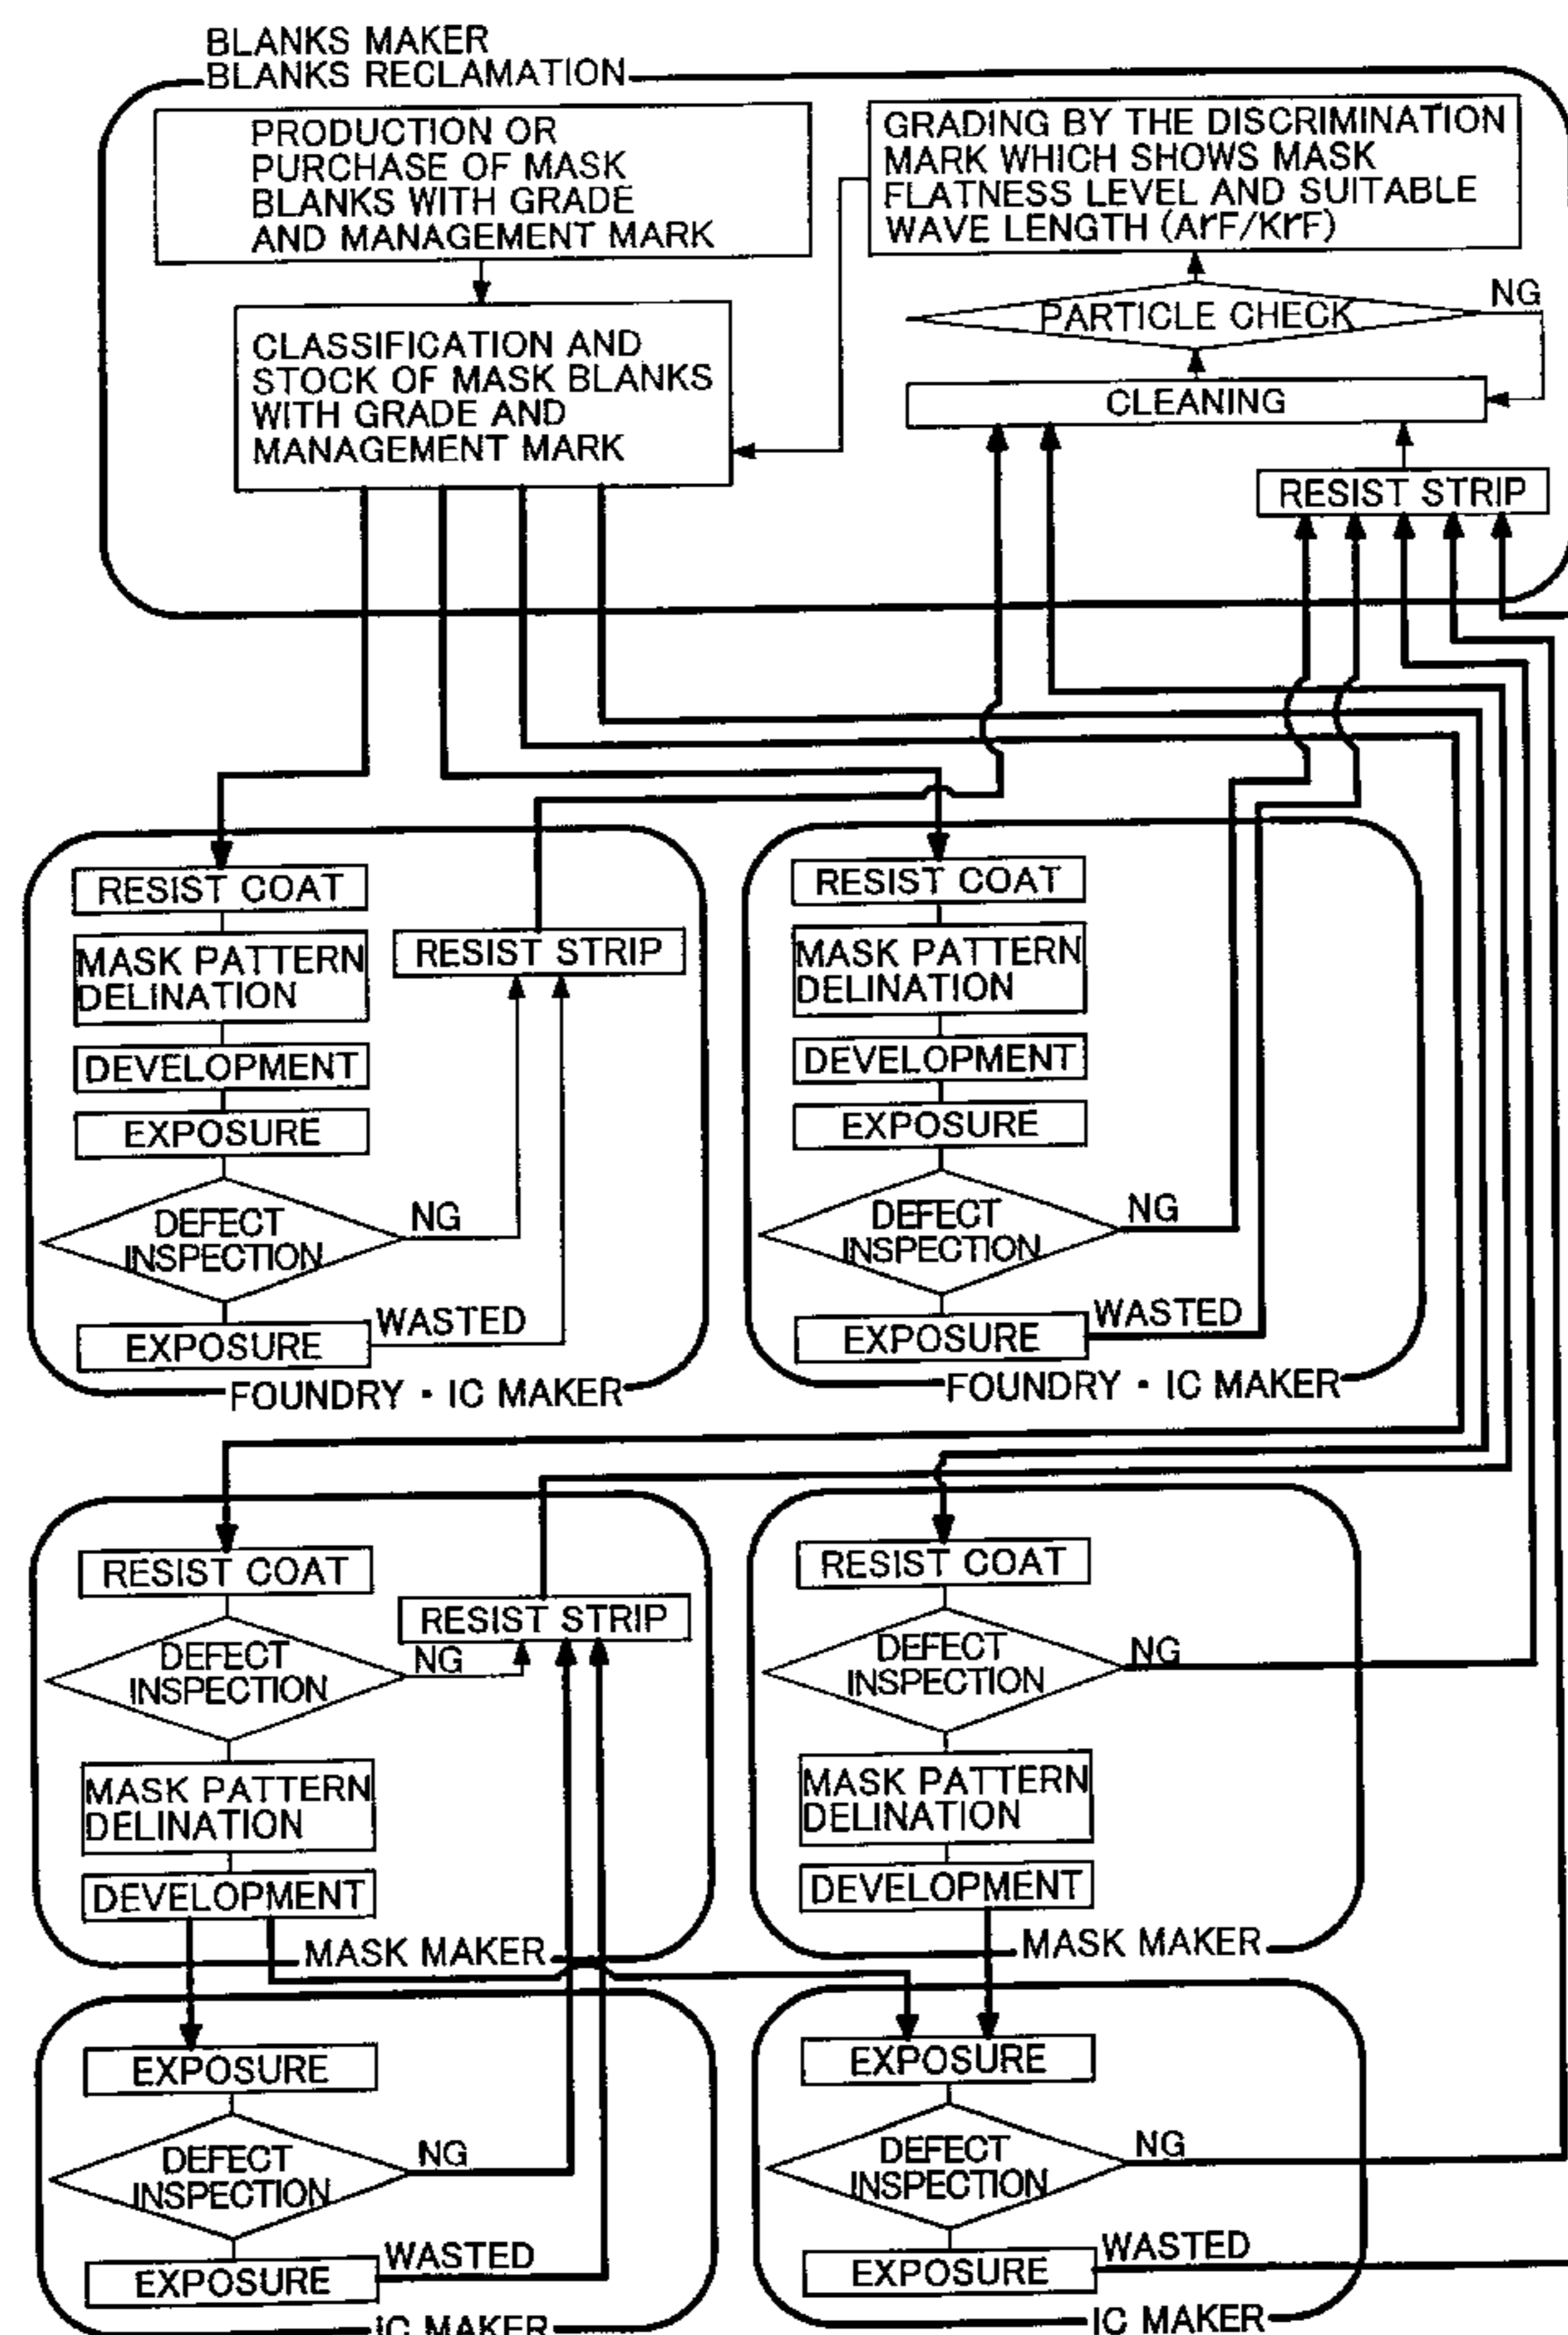 BLANKS MAKER
BLANKS RECLAMATION
PRODUCTION OR
PURCHASE OF MASK
BLANKS WITH GRADE
AND MANAGEMENT MARK
GRADING BY THE DISCRIMINATION
MARK WHICH SHOWS MASK
FLATNESS LEVEL AND SUITABLE
WAVE LENGTH (ArF/KrF)
PARTICLE CHECK
NG
CLASSIFICATION AND
STOCK OF MASK BLANKS
WITH GRADE AND
MANAGEMENT MARK
CLEANING
RESIST STRIP
RESIST COAT
MASK PATTERN
DELINATION
DEVELOPMENT
EXPOSURE
DEFECT
INSPECTION
NG
EXPOSURE
WASTED
RESIST STRIP
FOUNDRY・IC MAKER
RESIST COAT
MASK PATTERN
DELINATION
DEVELOPMENT
EXPOSURE
DEFECT
INSPECTION
NG
EXPOSURE
WASTED
FOUNDRY・IC MAKER
RESIST COAT
DEFECT
INSPECTION
NG
RESIST STRIP
MASK PATTERN
DELINATION
DEVELOPMENT
MASK MAKER
RESIST COAT
DEFECT
INSPECTION
NG
MASK PATTERN
DELINATION
DEVELOPMENT
MASK MAKER
EXPOSURE
DEFECT
INSPECTION
NG
EXPOSURE
WASTED
IC MAKER
EXPOSURE
DEFECT
INSPECTION
NG
EXPOSURE
WASTED
IC MAKER